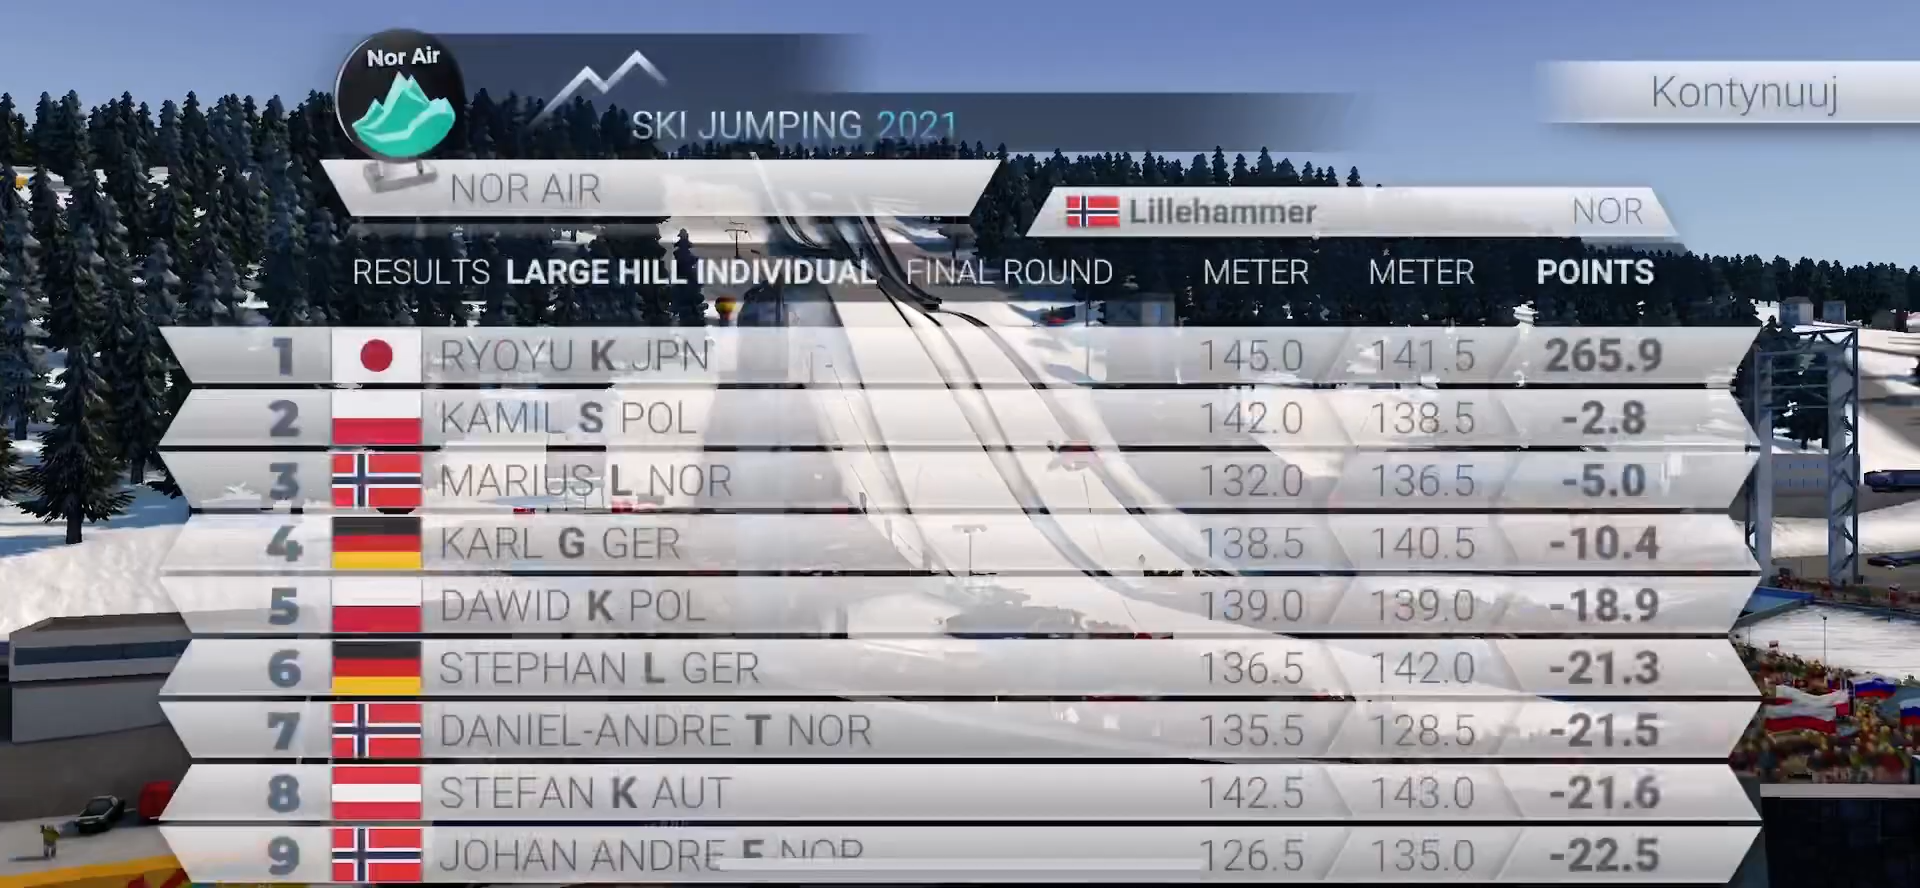 Nor Air
SKI JUMPING 2021
Kontynuuj
NOR AIR
Lillehammer NOR
RESULTS LARGE HILL INDIVIDUAL FINAL ROUND METER METER POINTS
1 RYOYU K JPN 145.0 141.5 265.9
2 KAMIL S POL 142.0 138.5 -2.8
3 MARIUS L NOR 132.0 136.5 -5.0
4 KARL G GER 138.5 140.5 -10.4
5 DAWID K POL 139.0 139.0 -18.9
6 STEPHAN L GER 136.5 142.0 -21.3
7 DANIEL-ANDRE T NOR 135.5 128.5 -21.5
8 STEFAN K AUT 142.5 143.0 -21.6
9 JOHAN ANDRE F NOR 126.5 135.0 -22.5